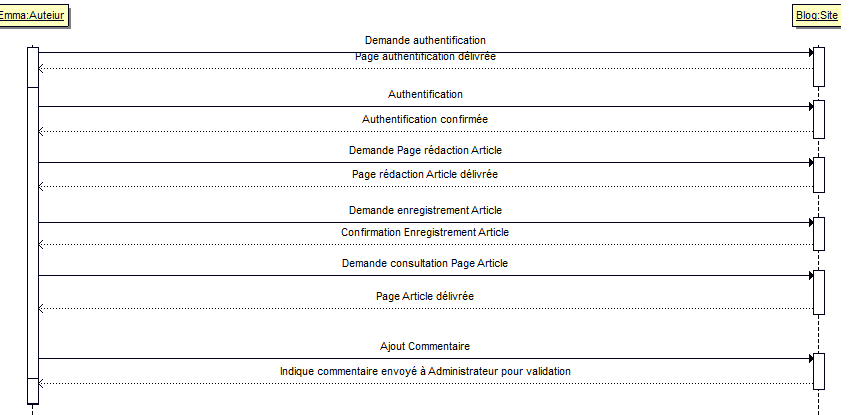 Emma:Auteiur
Blog:Site
Demande authentification
Page authentification délivrée
Authentification
Authentification confirmée
Demande Page rédaction Article
Page rédaction Article délivrée
Demande enregistrement Article
Confirmation Enregistrement Article
Demande consultation Page Article
Page Article délivrée
Ajout Commentaire
Indique commentaire envoyé à Administrateur pour validation